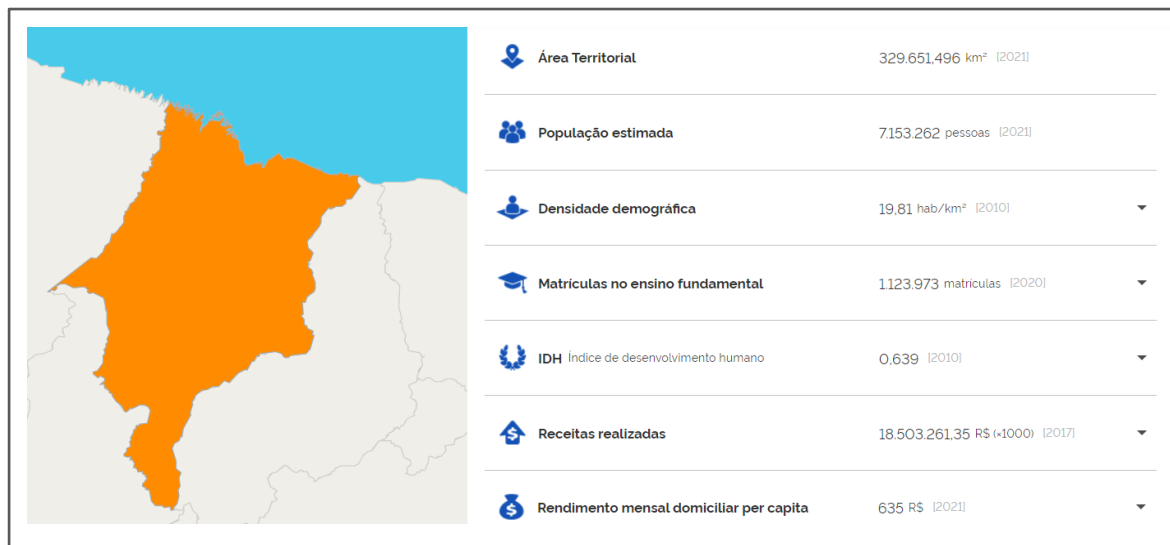 Área Territorial 329.651,496 km² [2021]
População estimada 7.153.262 pessoas [2021]
Densidade demográfica 19,81 hab/km² [2010]
Matrículas no ensino fundamental 1.123.973 matrículas [2020]
IDH Índice de desenvolvimento humano 0,639 [2010]
Receitas realizadas 18.503.261,35 R$ (×1000) [2017]
Rendimento mensal domiciliar per capita 635 R$ [2021]